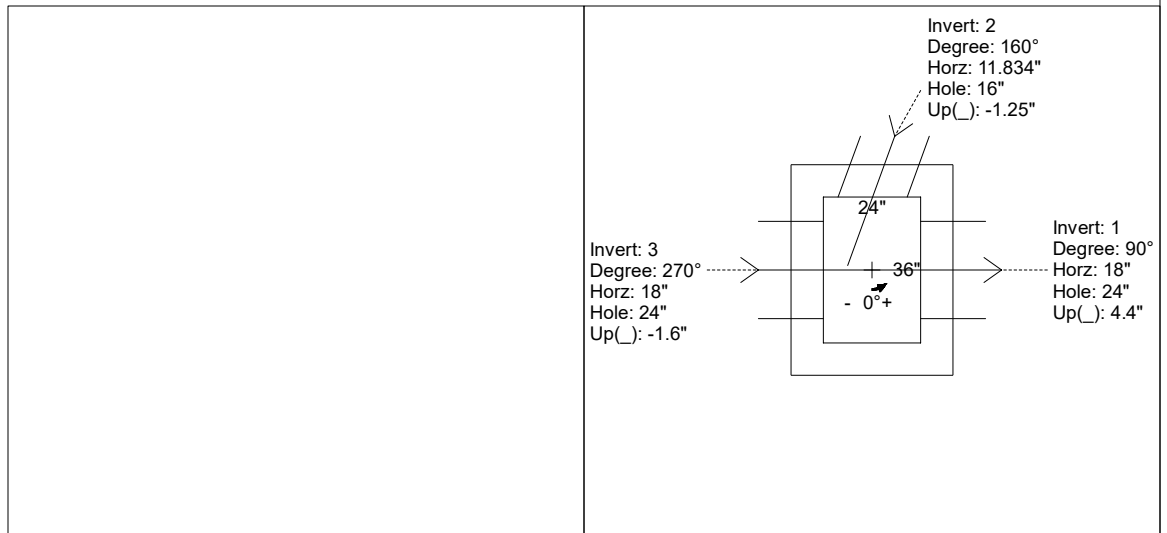 Invert: 2
Degree: 160°
Horz: 11.834"
Hole: 16"
Up(_): -1.25"
24"
Invert: 3
Degree: 270°
Horz: 18"
Hole: 24"
Up(_): -1.6"
36"
- 0°+
Invert: 1
Degree: 90°
Horz: 18"
Hole: 24"
Up(_): 4.4"